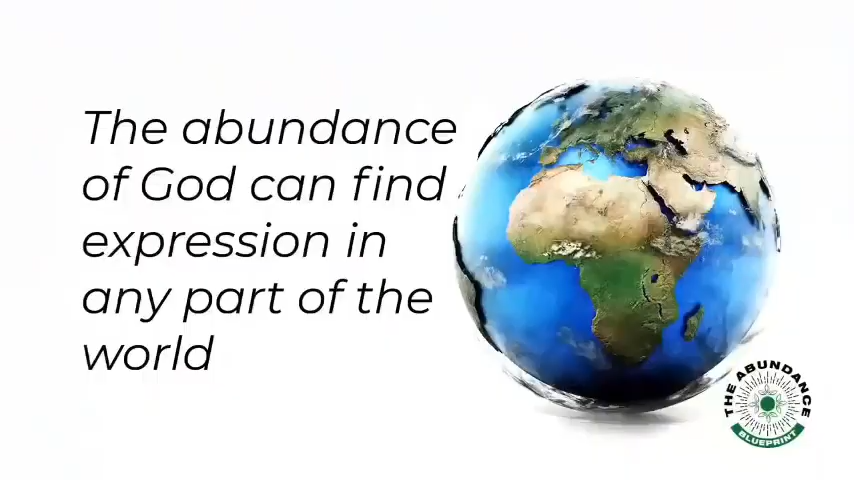 The abundance
of God can find
expression in
any part of the
world
THE ABUNDANCE
BLUEPRINT